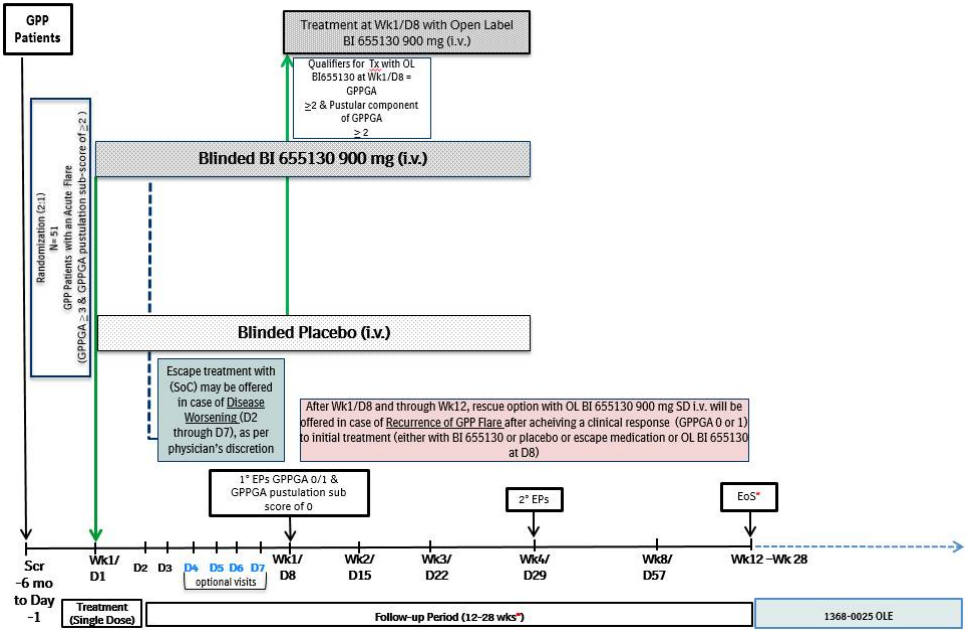 GPP
Patients
Treatment at Wk1/D8 with Open Label
BI 655130 900 mg (i.v.)
Qualifiers for Tx with OL
BI655130 at Wk1/D8 =
GPPGA
≥2 & Pustular component
of GPPGA
≥ 2
Randomization (2:1)
N= 51
GPP Patients with an Acute Flare
(GPPGA ≥ 3 & GPPGA pustulation sub-score of ≥2 )
Blinded BI 655130 900 mg (i.v.)
Blinded Placebo (i.v.)
Escape treatment with
(SoC) may be offered
in case of Disease
Worsening (D2
through D7), as per
physician's discretion
After Wk1/D8 and through Wk12, rescue option with OL BI 655130 900 mg SD i.v. will be
offered in case of Recurrence of GPP Flare after acheiving a clinical response (GPPGA 0 or 1)
to initial treatment (either with BI 655130 or placebo or escape medication or OL BI 655130
at D8)
1° EPs GPPGA 0/1 &
GPPGA pustulation sub
score of 0
2° EPs
EoS*
Scr
-6 mo
to Day
-1
Wk1/
D1
D2
D3
D4
D5
D6
D7
optional visits
Wk1/
D8
Wk2/
D15
Wk3/
D22
Wk4/
D29
Wk8/
D57
Wk12 –Wk 28
Treatment
(Single Dose)
Follow-up Period (12-28 wks*)
1368-0025 OLE